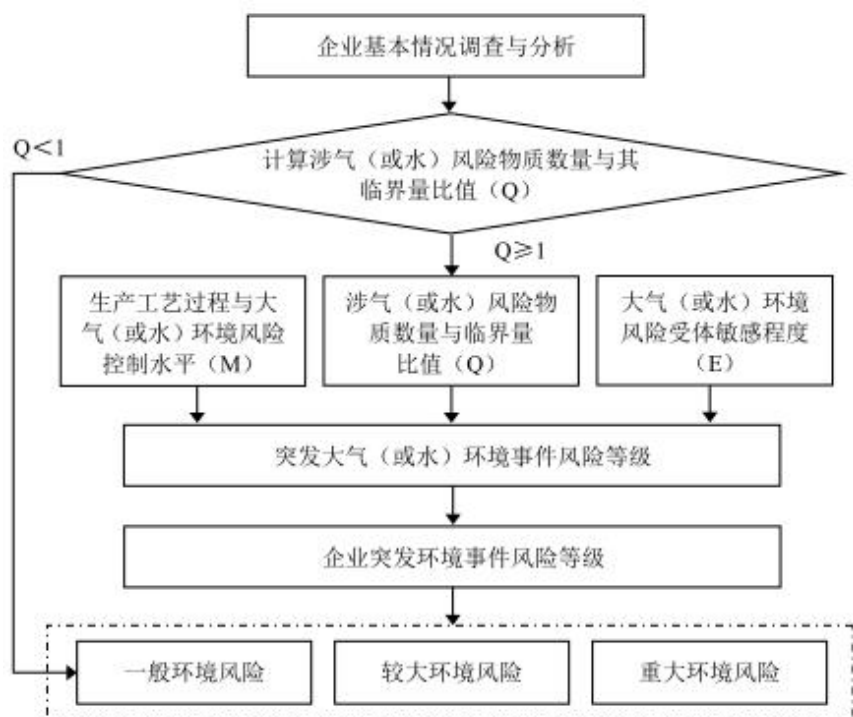 企业基本情况调查与分析
Q＜1
计算涉气（或水）风险物质数量与其
临界量比值（Q）
Q≥1
生产工艺过程与大
气（或水）环境风险
控制水平（M）
涉气（或水）风险物
质数量与临界量
比值（Q）
大气（或水）环境
风险受体敏感程度
（E）
突发大气（或水）环境事件风险等级
企业突发环境事件风险等级
一般环境风险
较大环境风险
重大环境风险